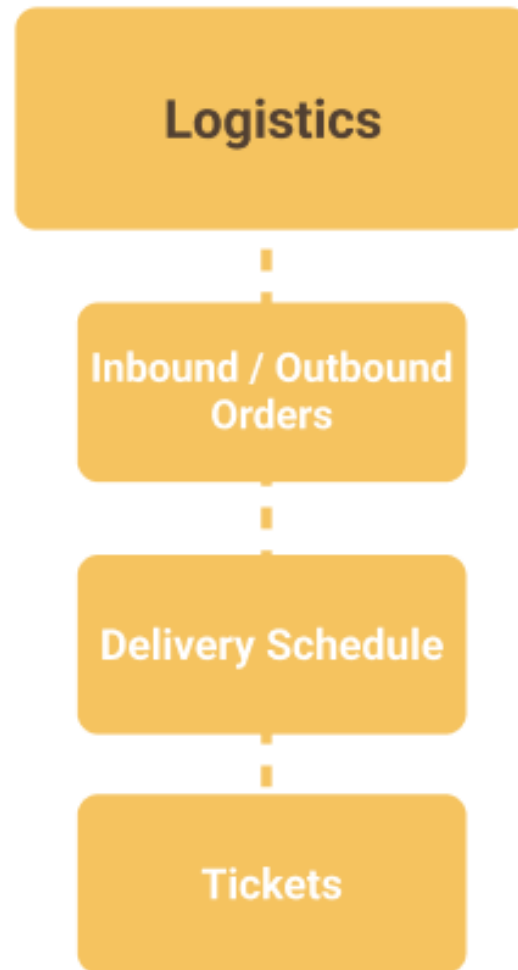 Logistics
Inbound / Outbound
Orders
Delivery Schedule
Tickets